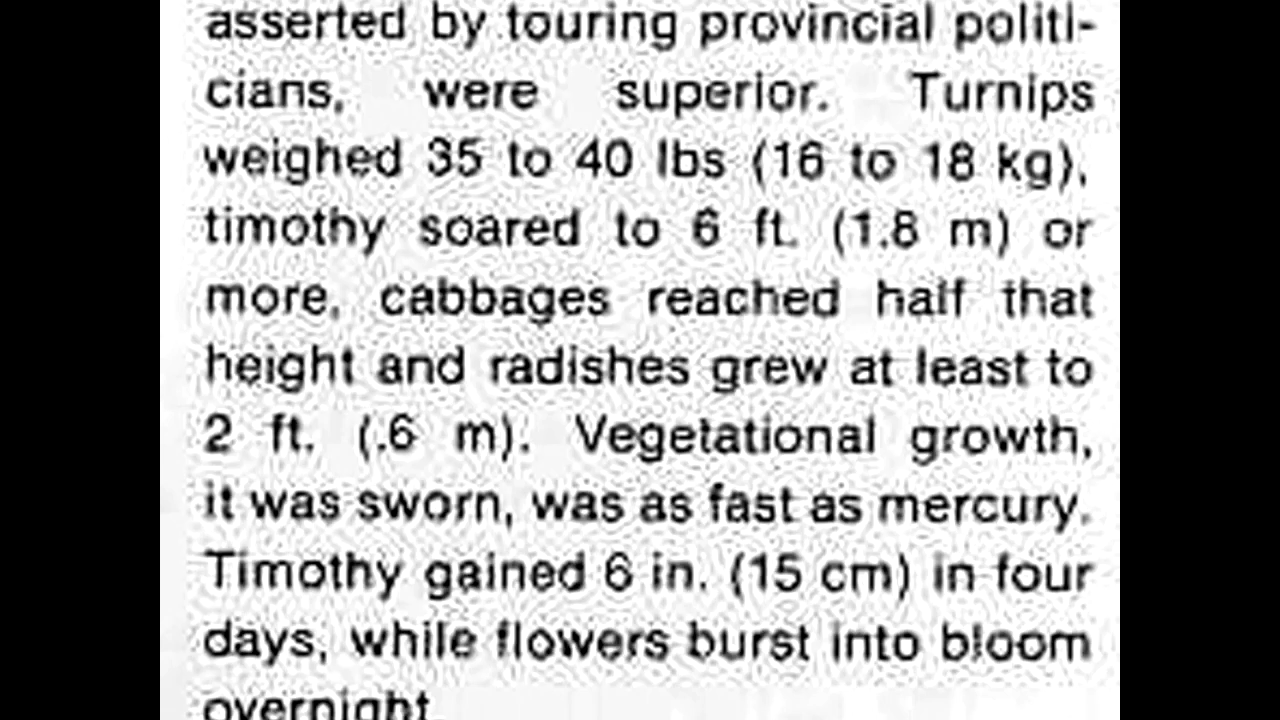 asserted by touring provincial politi-
cians, were superior. Turnips
weighed 35 to 40 lbs (16 to 18 kg),
timothy soared to 6 ft. (1.8 m) or
more, cabbages reached half that
height and radishes grew at least to
2 ft. (.6 m). Vegetational growth,
it was sworn, was as fast as mercury.
Timothy gained 6 in. (15 cm) in four
days, while flowers burst into bloom
overnight.